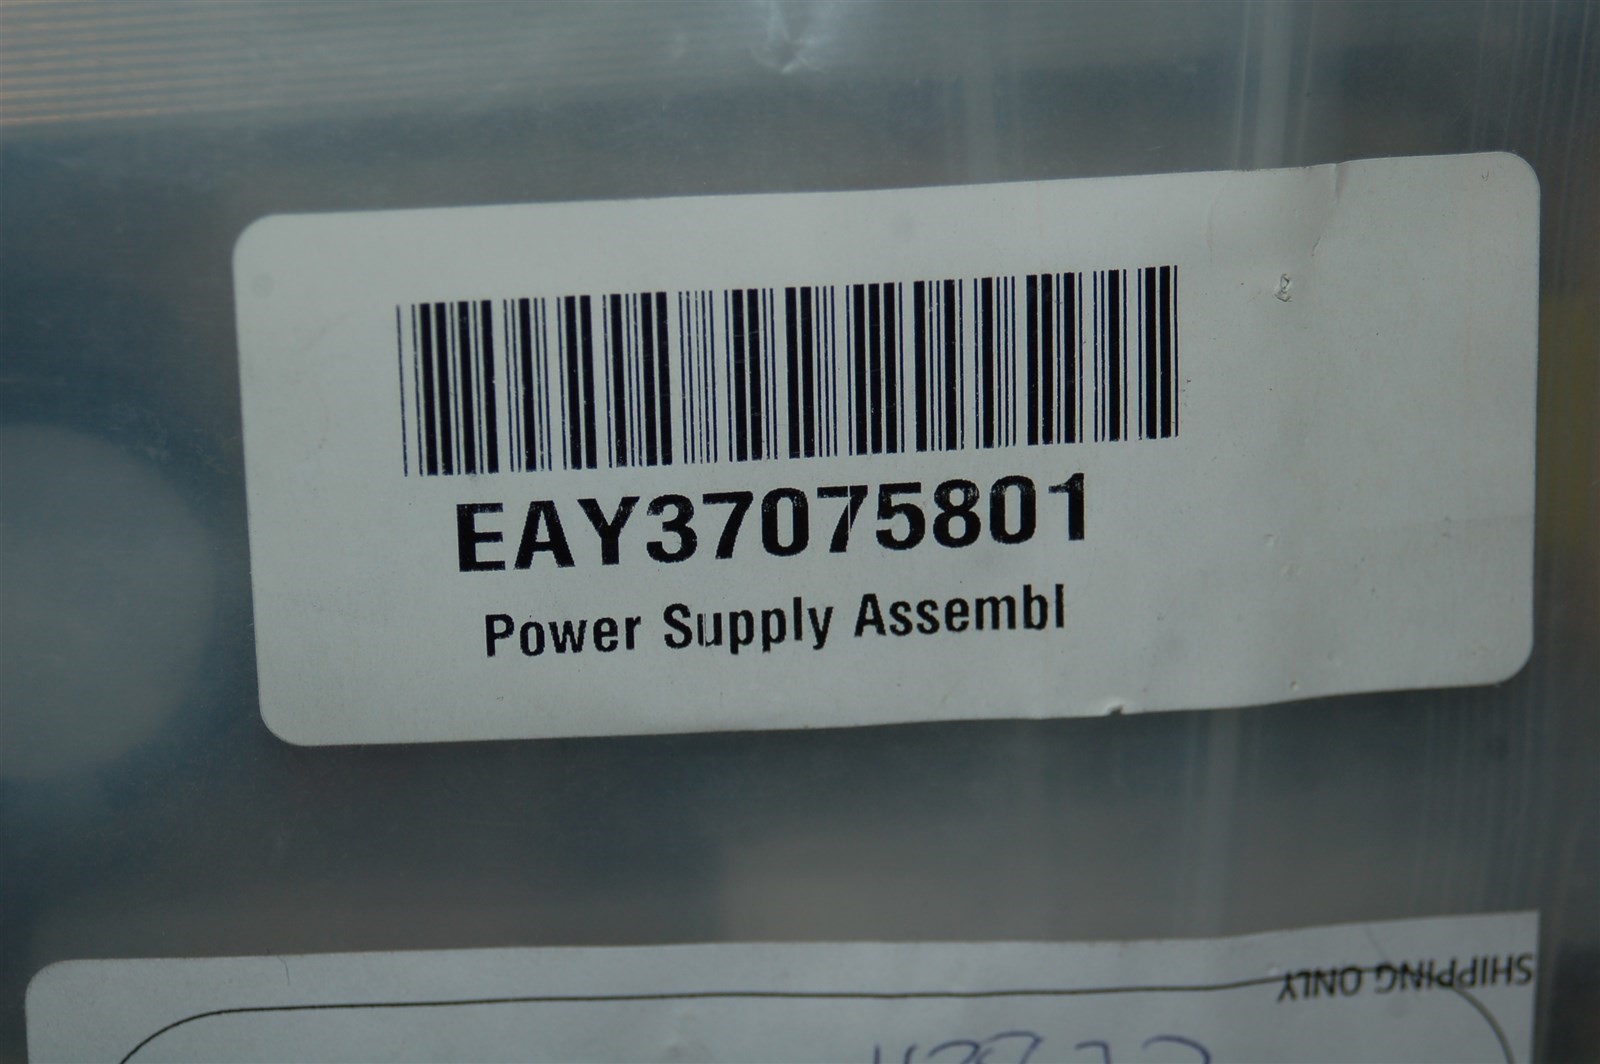 EAY37075801
Power Supply Assembl
SHIPPING ONLY